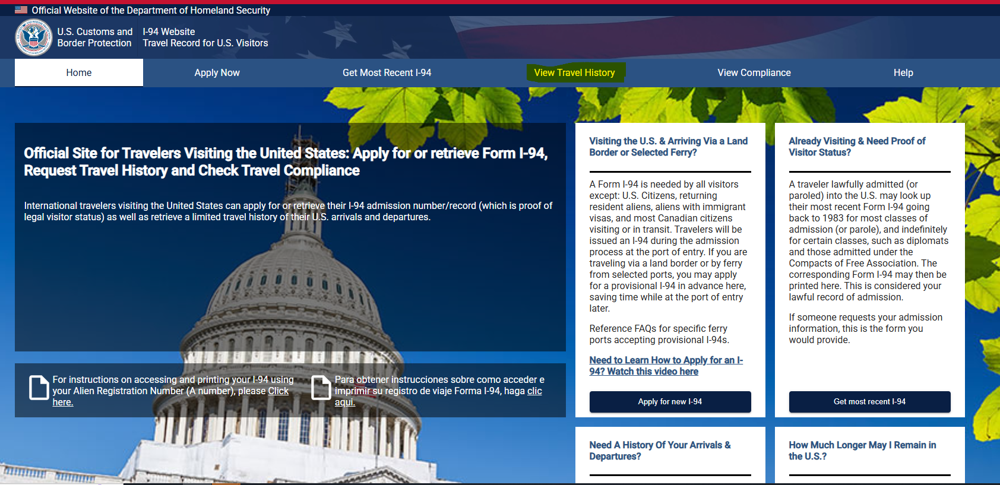 Official Website of the Department of Homeland Security
U.S. Customs and
Border Protection
I-94 Website
Travel Record for U.S. Visitors
Home
Apply Now
Get Most Recent I-94
View Travel History
View Compliance
Help
Official Site for Travelers Visiting the United States: Apply for or retrieve Form I-94,
Request Travel History and Check Travel Compliance
International travelers visiting the United States can apply for or retrieve their I-94 admission number/record (which is proof of
legal visitor status) as well as retrieve a limited travel history of their U.S. arrivals and departures.
For instructions on accessing and printing your I-94 using
your Alien Registration Number (A number), please Click
here.
Para obtener instrucciones sobre como acceder e
imprimir su registro de viaje Forma I-94, haga clic
aqui.
Visiting the U.S. & Arriving Via a Land
Border or Selected Ferry?
A Form I-94 is needed by all visitors
except: U.S. Citizens, returning
resident aliens, aliens with immigrant
visas, and most Canadian citizens
visiting or in transit. Travelers will be
issued an I-94 during the admission
process at the port of entry. If you are
traveling via a land border or by ferry
from selected ports, you may apply
for a provisional I-94 in advance here,
saving time while at the port of entry
later.
Reference FAQs for specific ferry
ports accepting provisional I-94s.
Need to Learn How to Apply for an I-
94? Watch this video here
Apply for new I-94
Already Visiting & Need Proof of
Visitor Status?
A traveler lawfully admitted (or
paroled) into the U.S. may look up
their most recent Form I-94 going
back to 1983 for most classes of
admission (or parole), and indefinitely
for certain classes, such as diplomats
and those admitted under the
Compacts of Free Association. The
corresponding Form I-94 may then be
printed here. This is considered your
lawful record of admission.
If someone requests your admission
information, this is the form you
would provide.
Get most recent I-94
Need A History Of Your Arrivals &
Departures?
How Much Longer May I Remain in
the U.S.?